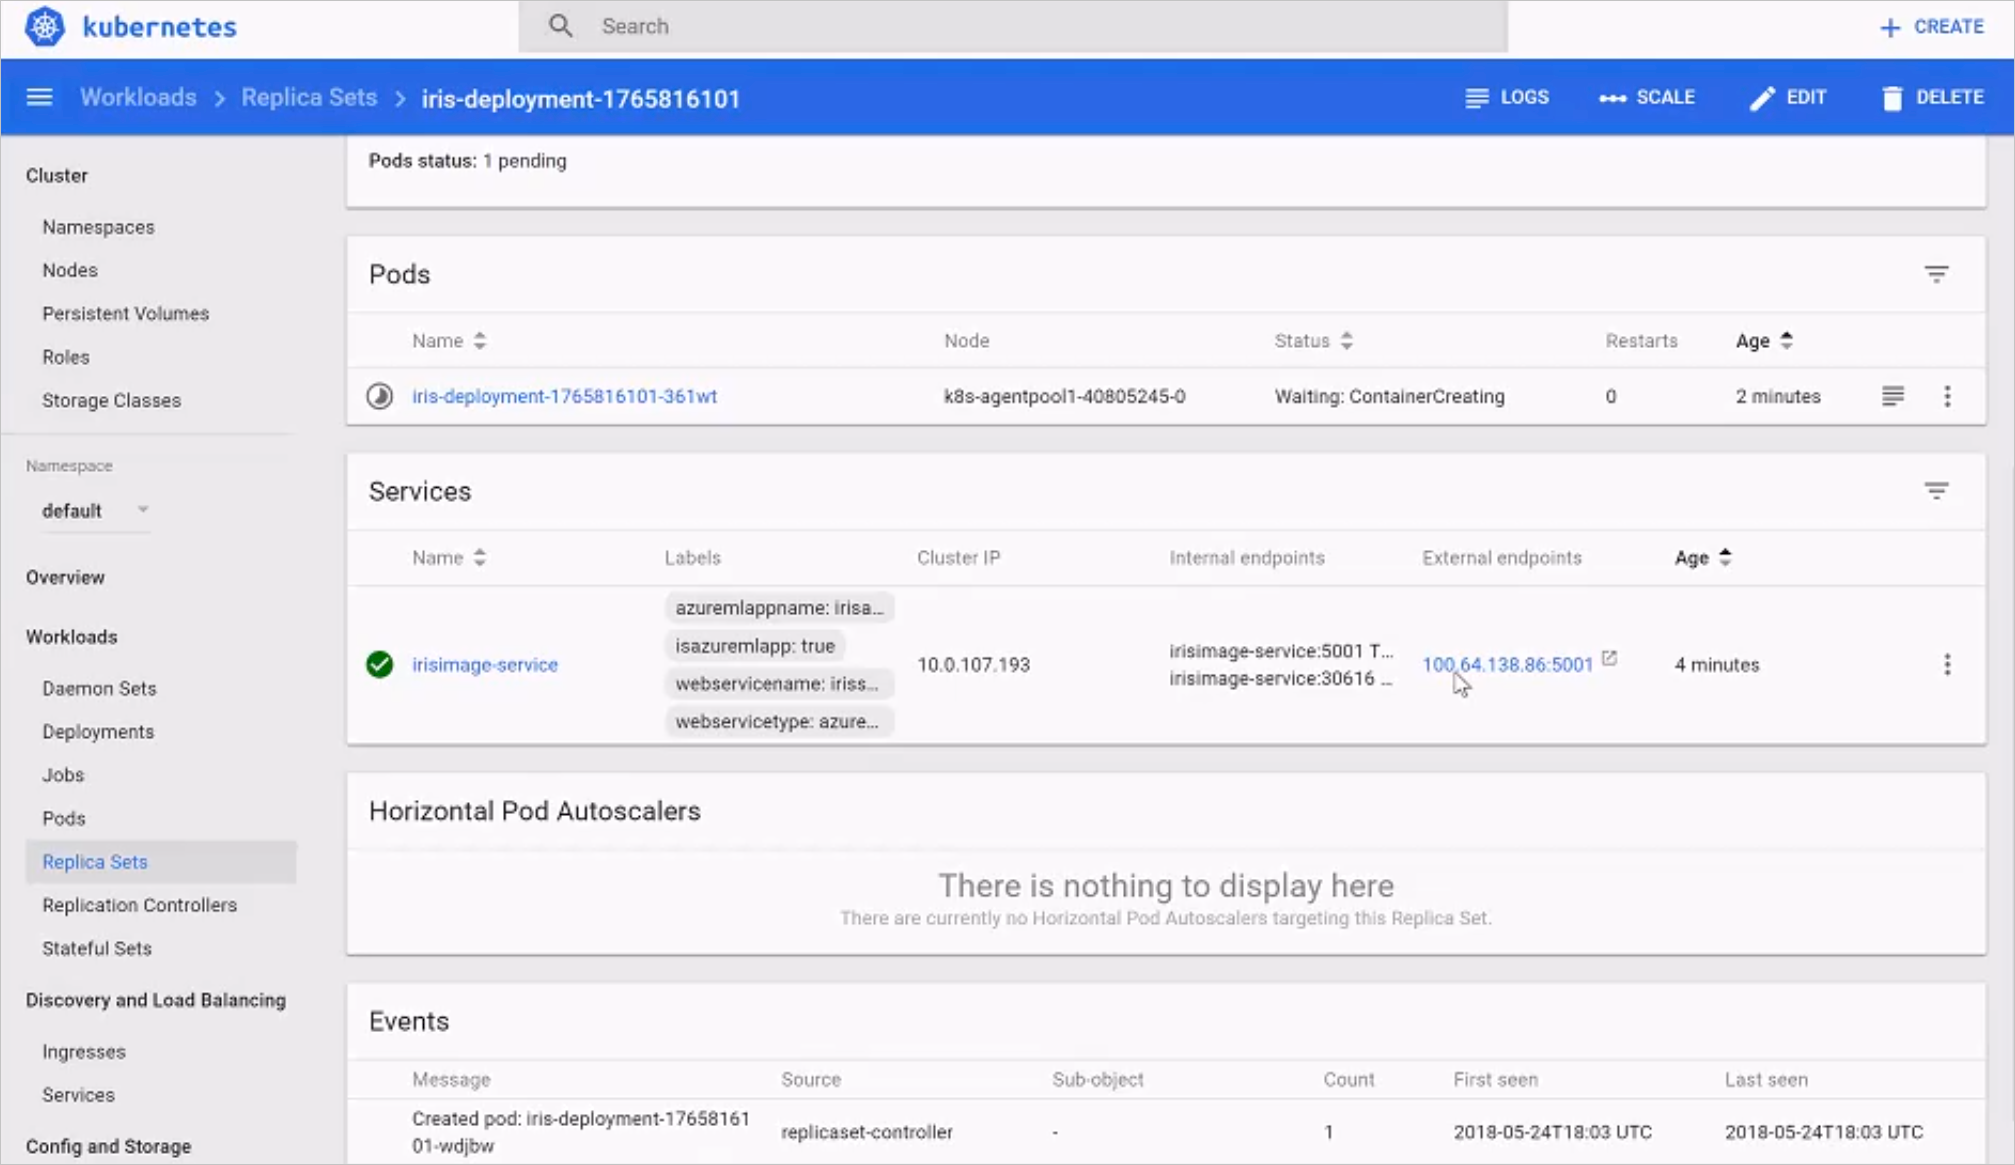 kubernetes
Search
CREATE
Workloads > Replica Sets > iris-deployment-1765816101
LOGS
SCALE
EDIT
DELETE
Cluster
Namespaces
Nodes
Persistent Volumes
Roles
Storage Classes
Namespace
default
Overview
Workloads
Daemon Sets
Deployments
Jobs
Pods
Replica Sets
Replication Controllers
Stateful Sets
Discovery and Load Balancing
Ingresses
Services
Config and Storage
Pods status: 1 pending
Pods
Name Node Status Restarts Age
iris-deployment-1765816101-361wt k8s-agentpool1-40805245-0 Waiting: ContainerCreating 0 2 minutes
Services
Name Labels Cluster IP Internal endpoints External endpoints Age
irisimage-service
azuremlappname: irisa...
isazuremlapp: true
webservicename: iriss...
webservicetype: azure...
10.0.107.193
irisimage-service:5001 T...
irisimage-service:30616 ...
100.64.138.86:5001
4 minutes
Horizontal Pod Autoscalers
There is nothing to display here
There are currently no Horizontal Pod Autoscalers targeting this Replica Set.
Events
Message Source Sub-object Count First seen Last seen
Created pod: iris-deployment-17658161
01-wdjbw
replicaset-controller - 1 2018-05-24T18:03 UTC 2018-05-24T18:03 UTC